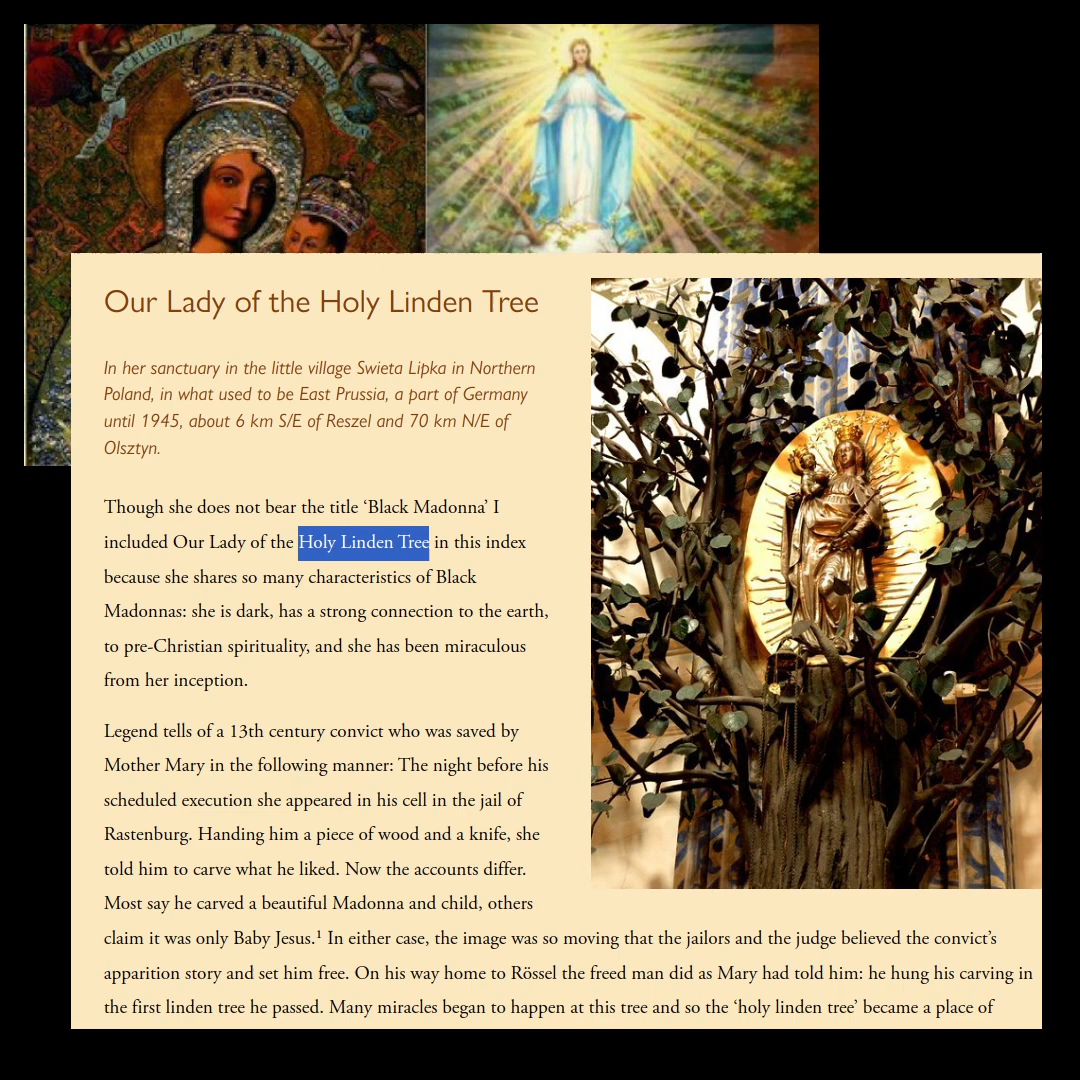 Our Lady of the Holy Linden Tree
In her sanctuary in the little village Swieta Lipka in Northern
Poland, in what used to be East Prussia, a part of Germany
until 1945, about 6 km S/E of Reszel and 70 km N/E of
Olsztyn.
Though she does not bear the title ‘Black Madonna’ I
included Our Lady of the Holy Linden Tree in this index
because she shares so many characteristics of Black
Madonnas: she is dark, has a strong connection to the earth,
to pre-Christian spirituality, and she has been miraculous
from her inception.
Legend tells of a 13th century convict who was saved by
Mother Mary in the following manner: The night before his
scheduled execution she appeared in his cell in the jail of
Rastenburg. Handing him a piece of wood and a knife, she
told him to carve what he liked. Now the accounts differ.
Most say he carved a beautiful Madonna and child, others
claim it was only Baby Jesus.¹ In either case, the image was so moving that the jailors and the judge believed the convict’s
apparition story and set him free. On his way home to Rössel the freed man did as Mary had told him: he hung his carving in
the first linden tree he passed. Many miracles began to happen at this tree and so the ‘holy linden tree’ became a place of